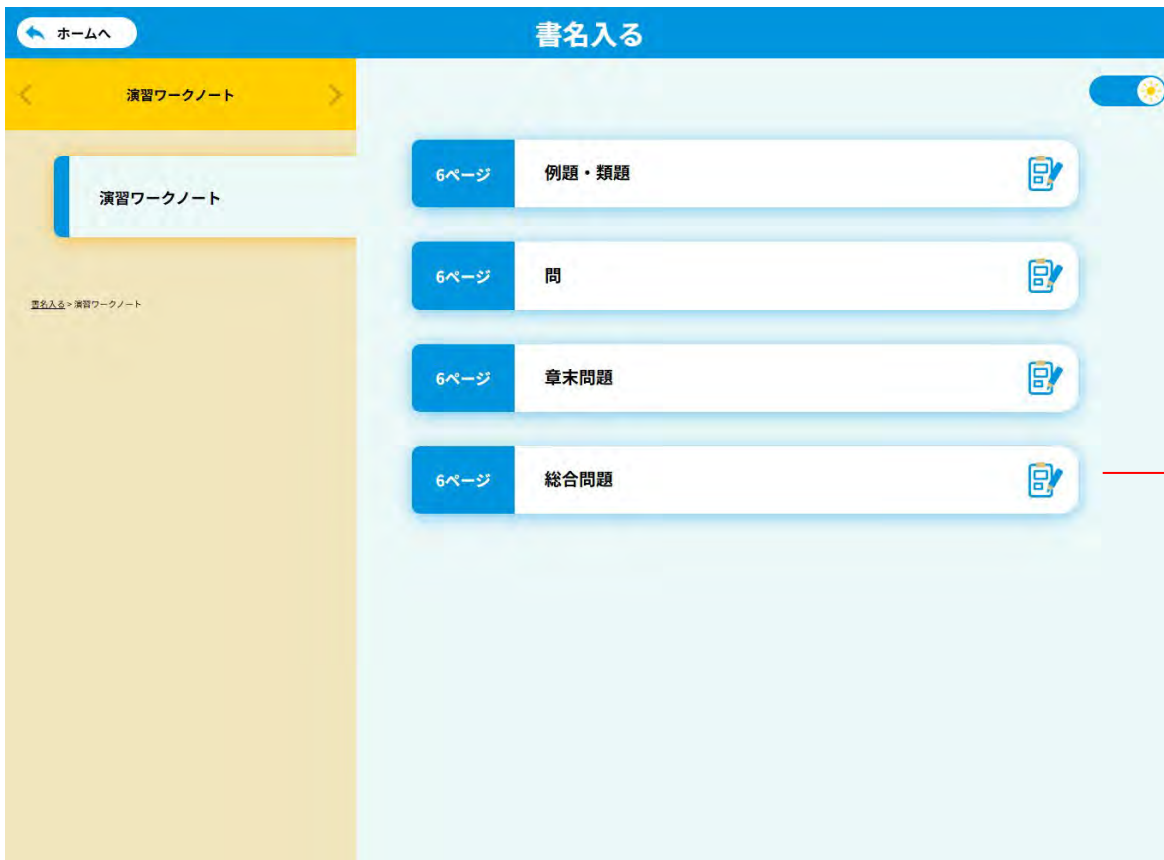 ホームへ
書名入る
演習ワークノート
演習ワークノート
書名入る > 演習ワークノート
6ページ 例題・類題
6ページ 問
6ページ 章末問題
6ページ 総合問題